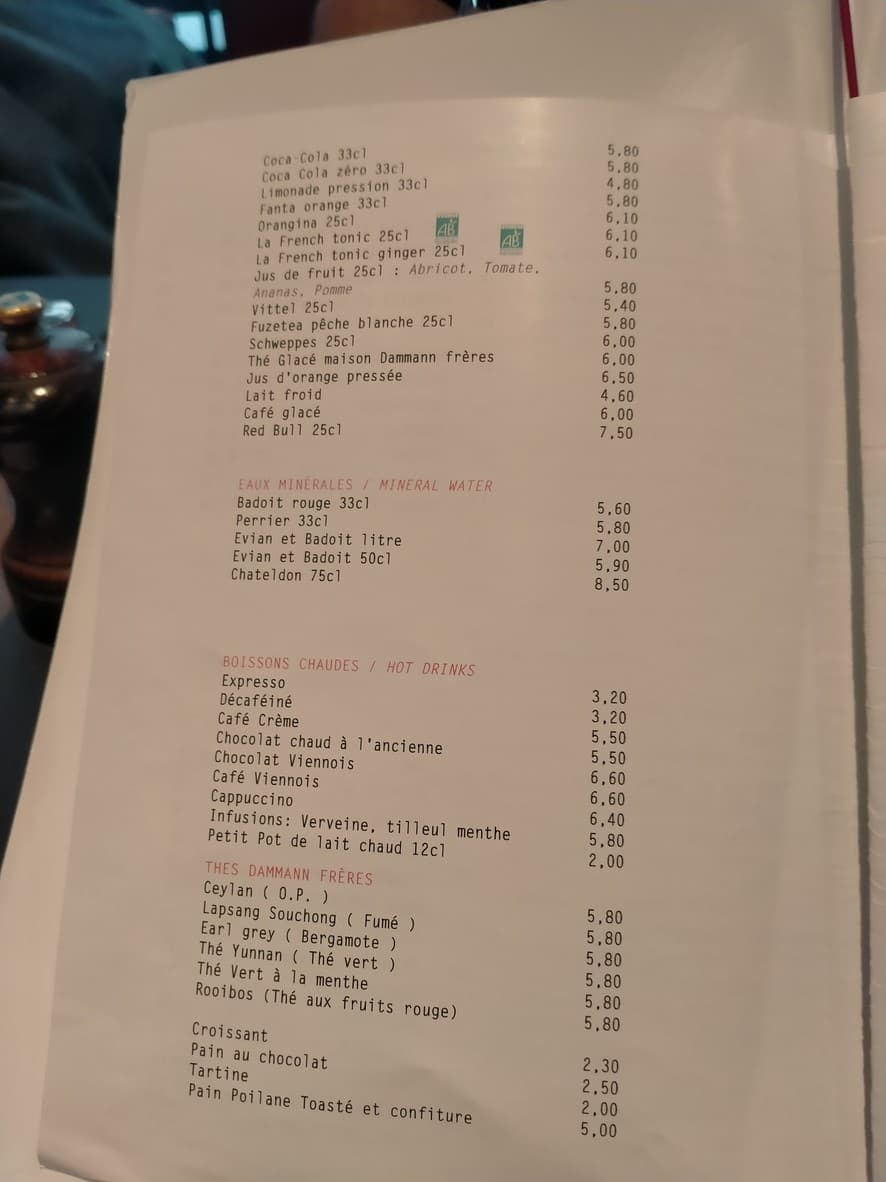 Coca-Cola 33cl 5,80
Coca Cola zéro 33cl 5,80
Limonade pression 33cl 4,80
Fanta orange 33cl 5,80
Orangina 25cl 6,10
La French tonic 25cl AB 6,10
La French tonic ginger 25cl AB 6,10
Jus de fruit 25cl : Abricot, Tomate,
Ananas, Pomme 5,80
Vittel 25cl 5,40
Fuzetea pêche blanche 25cl 5,80
Schweppes 25cl 6,00
Thé Glacé maison Dammann frères 6,00
Jus d'orange pressée 6,50
Lait froid 4,60
Café glacé 6,00
Red Bull 25cl 7,50
EAUX MINÉRALES / MINERAL WATER
Badoit rouge 33cl 5,60
Perrier 33cl 5,80
Evian et Badoit litre 7,00
Evian et Badoit 50cl 5,90
Chateldon 75cl 8,50
BOISSONS CHAUDES / HOT DRINKS
Expresso 3,20
Décaféiné 3,20
Café Crème 5,50
Chocolat chaud à l'ancienne 5,50
Chocolat Viennois 6,60
Café Viennois 6,60
Cappuccino 6,40
Infusions: Verveine, tilleul menthe 5,80
Petit Pot de lait chaud 12cl 2,00
THES DAMMANN FRÈRES
Ceylan ( O.P. ) 5,80
Lapsang Souchong ( Fumé ) 5,80
Earl grey ( Bergamote ) 5,80
Thé Yunnan ( Thé vert ) 5,80
Thé Vert à la menthe 5,80
Rooibos (Thé aux fruits rouge) 5,80
Croissant 2,30
Pain au chocolat 2,50
Tartine 2,00
Pain Poilane Toasté et confiture 5,00